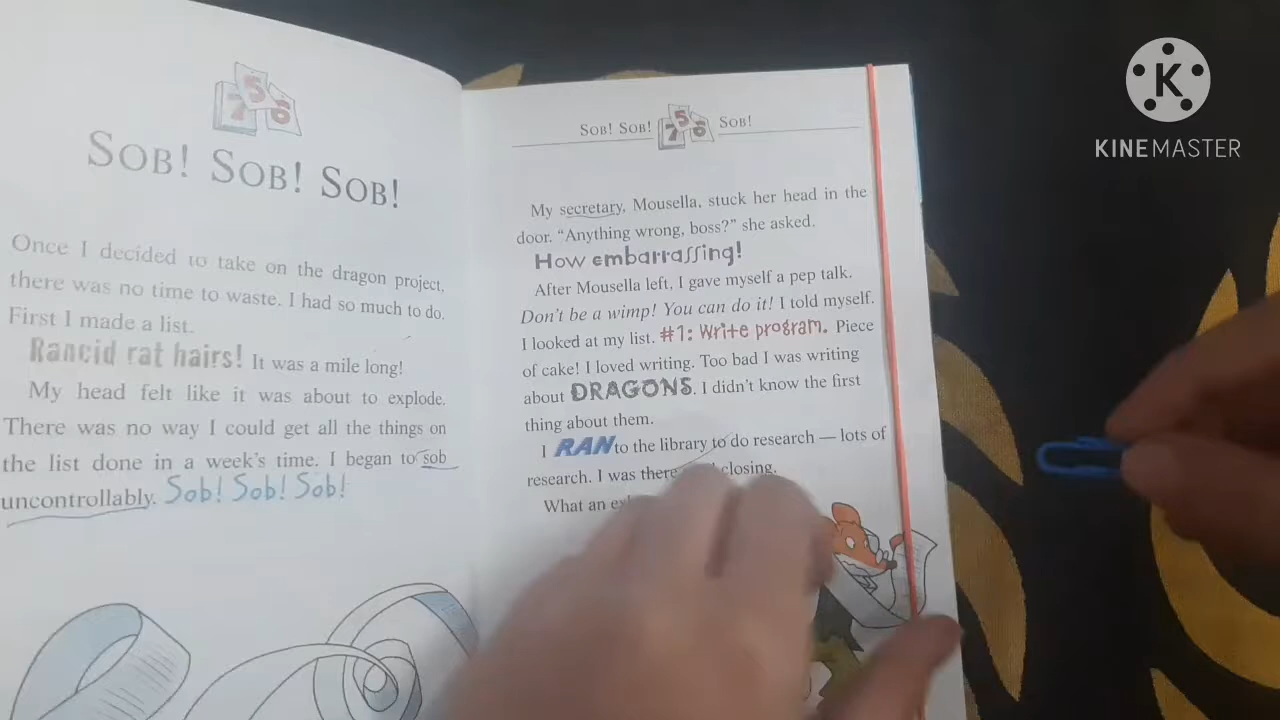 SOB! SOB! SOB!
Once I decided to take on the dragon project,
there was no time to waste. I had so much to do.
First I made a list.
Rancid rat hairs! It was a mile long!
My head felt like it was about to explode.
There was no way I could get all the things on
the list done in a week's time. I began to sob
uncontrollably. Sob! Sob! Sob!
SOB! SOB! 7 5 6 SOB!
My secretary, Mousella, stuck her head in the
door. "Anything wrong, boss?" she asked.
How embarrassing!
After Mousella left, I gave myself a pep talk.
Don't be a wimp! You can do it! I told myself.
I looked at my list. #1: Write program. Piece
of cake! I loved writing. Too bad I was writing
about DRAGONS. I didn't know the first
thing about them.
I RAN to the library to do research — lots of
research. I was there closing.
What an
K
KINEMASTER